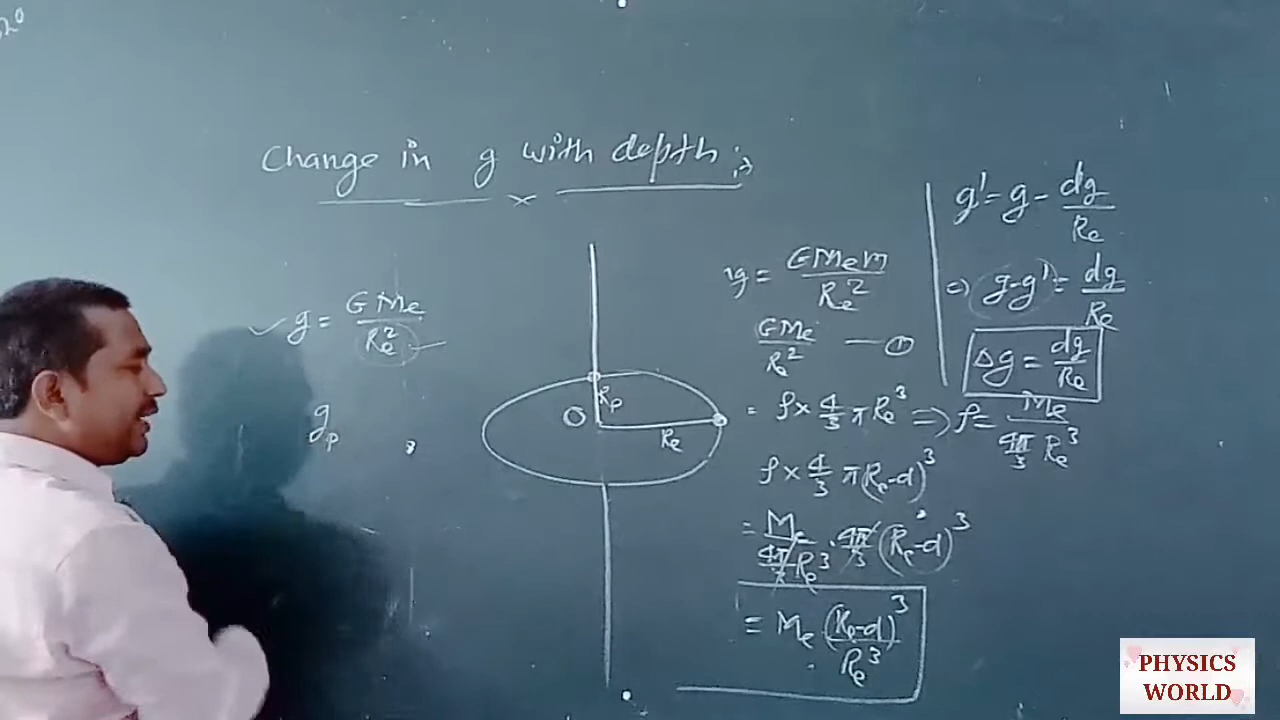 Change in g with depth :→
g = GMe/Re²
gp
O
Rp
Re
g = GMem/Re²
GMe/Re² — ①
= ρ × 4/3 π Re³ ⇒ ρ = Me / (4π/3 Re³)
ρ × 4/3 π (Re-d)³
= Me / (4π/3 Re³) · 4π/3 (Re-d)³
= Me (Re-d)³ / Re³
g' = g - dg/Re
⇒ g-g' = dg/Re
Δg = dg/Re
PHYSICS
WORLD